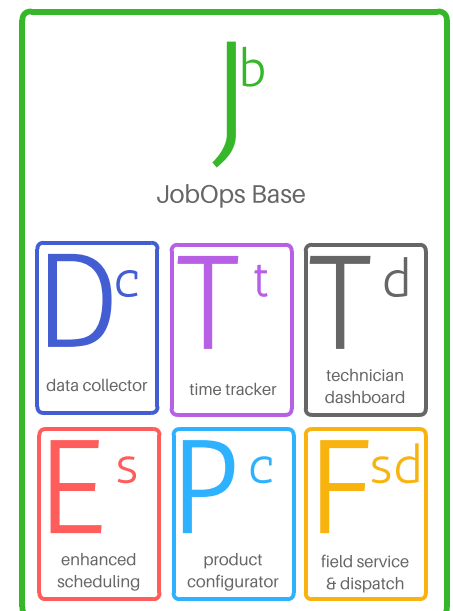 Jb
JobOps Base
Dc
data collector
Tt
time tracker
Td
technician
dashboard
Es
enhanced
scheduling
Pc
product
configurator
Fsd
field service
& dispatch